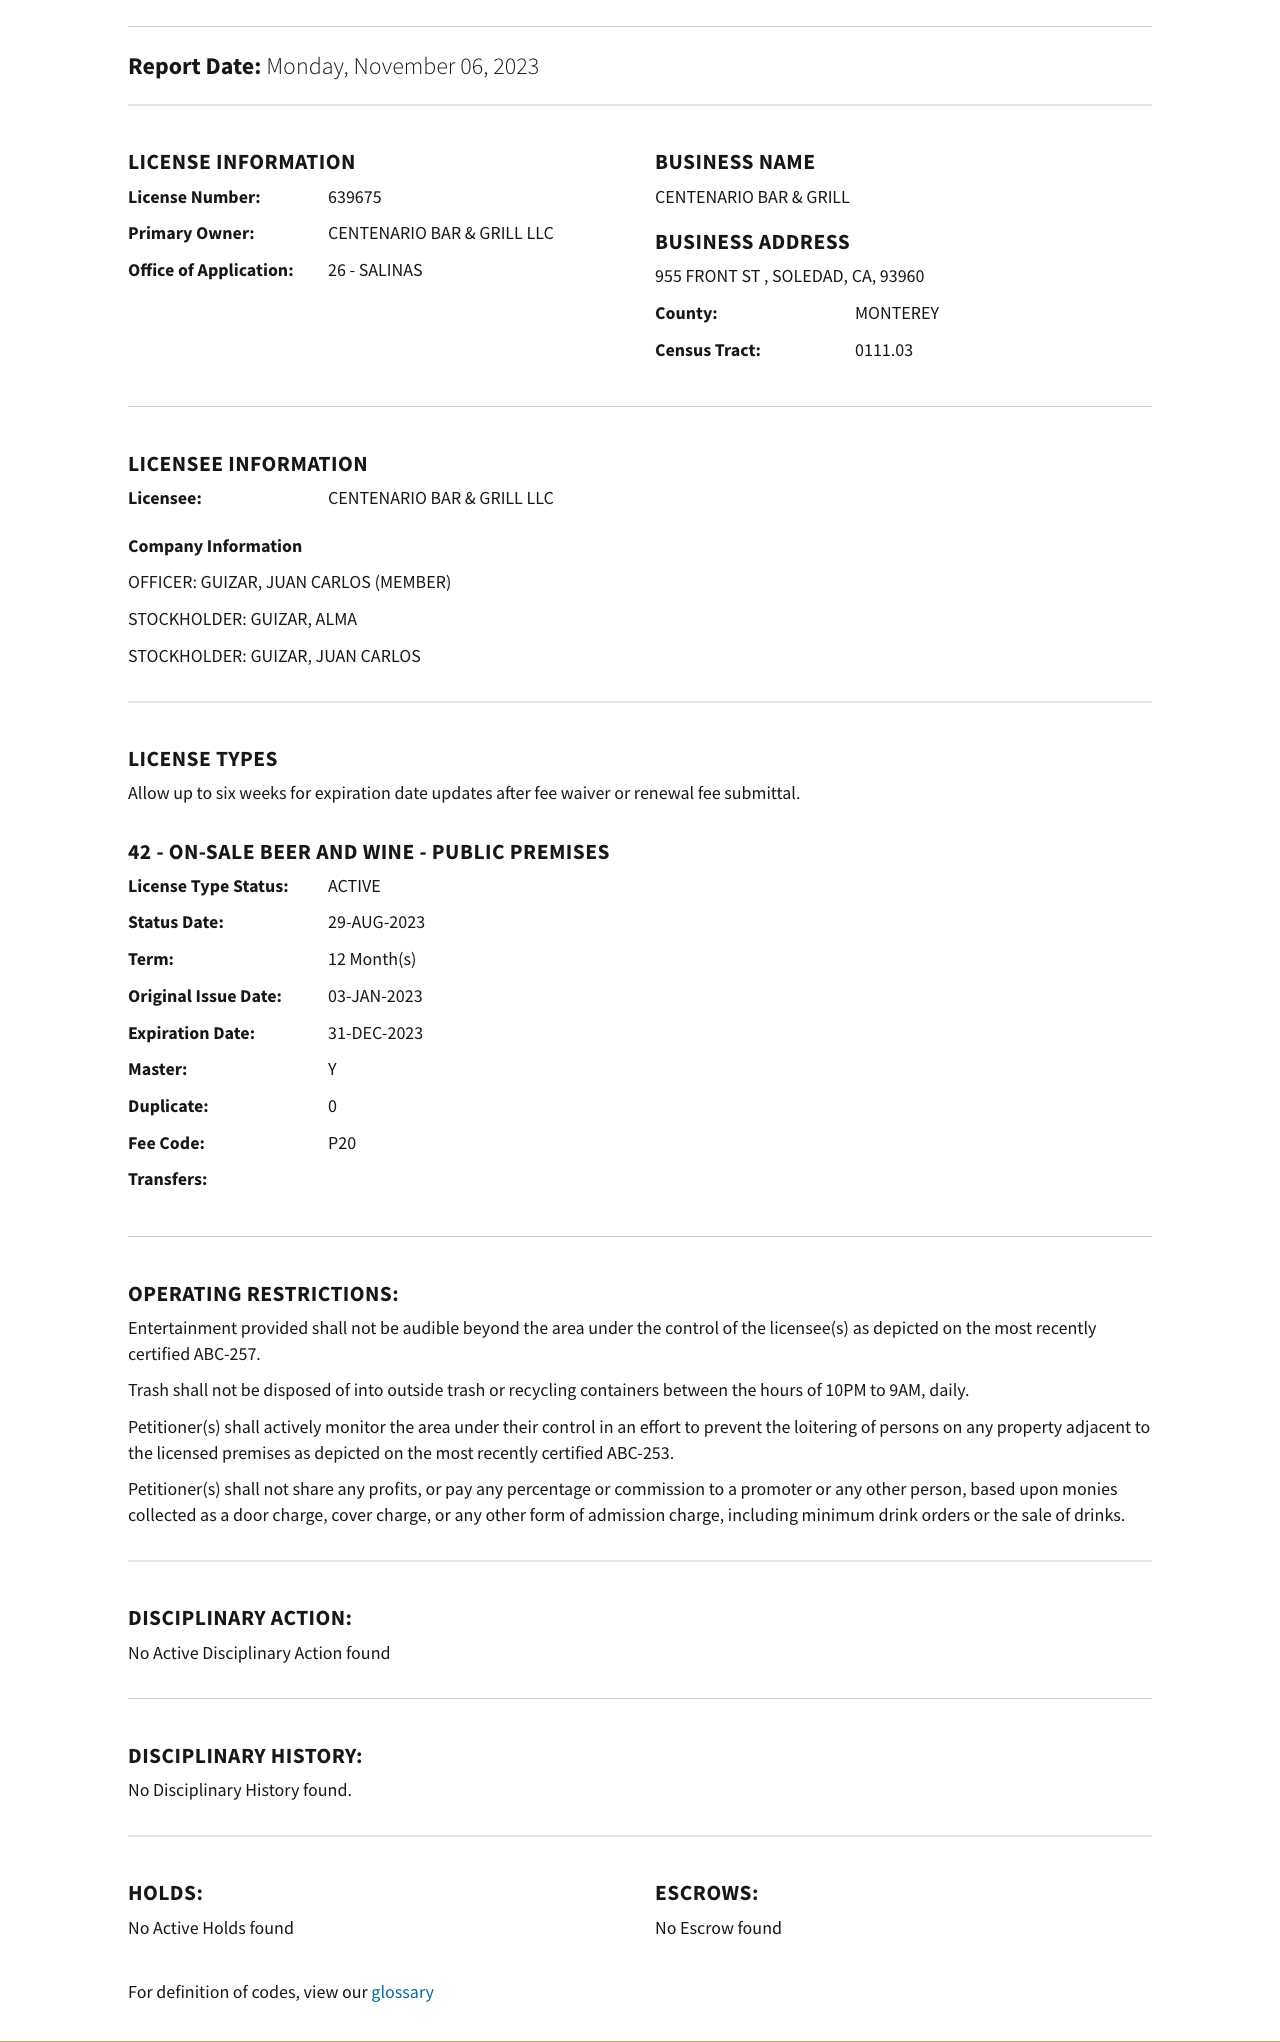 Report Date: Monday, November 06, 2023
LICENSE INFORMATION
License Number: 639675
Primary Owner: CENTENARIO BAR & GRILL LLC
Office of Application: 26 - SALINAS
BUSINESS NAME
CENTENARIO BAR & GRILL
BUSINESS ADDRESS
955 FRONT ST , SOLEDAD, CA, 93960
County: MONTEREY
Census Tract: 0111.03
LICENSEE INFORMATION
Licensee: CENTENARIO BAR & GRILL LLC
Company Information
OFFICER: GUIZAR, JUAN CARLOS (MEMBER)
STOCKHOLDER: GUIZAR, ALMA
STOCKHOLDER: GUIZAR, JUAN CARLOS
LICENSE TYPES
Allow up to six weeks for expiration date updates after fee waiver or renewal fee submittal.
42 - ON-SALE BEER AND WINE - PUBLIC PREMISES
License Type Status: ACTIVE
Status Date: 29-AUG-2023
Term: 12 Month(s)
Original Issue Date: 03-JAN-2023
Expiration Date: 31-DEC-2023
Master: Y
Duplicate: 0
Fee Code: P20
Transfers:
OPERATING RESTRICTIONS:
Entertainment provided shall not be audible beyond the area under the control of the licensee(s) as depicted on the most recently
certified ABC-257.
Trash shall not be disposed of into outside trash or recycling containers between the hours of 10PM to 9AM, daily.
Petitioner(s) shall actively monitor the area under their control in an effort to prevent the loitering of persons on any property adjacent to
the licensed premises as depicted on the most recently certified ABC-253.
Petitioner(s) shall not share any profits, or pay any percentage or commission to a promoter or any other person, based upon monies
collected as a door charge, cover charge, or any other form of admission charge, including minimum drink orders or the sale of drinks.
DISCIPLINARY ACTION:
No Active Disciplinary Action found
DISCIPLINARY HISTORY:
No Disciplinary History found.
HOLDS:
No Active Holds found
ESCROWS:
No Escrow found
For definition of codes, view our glossary